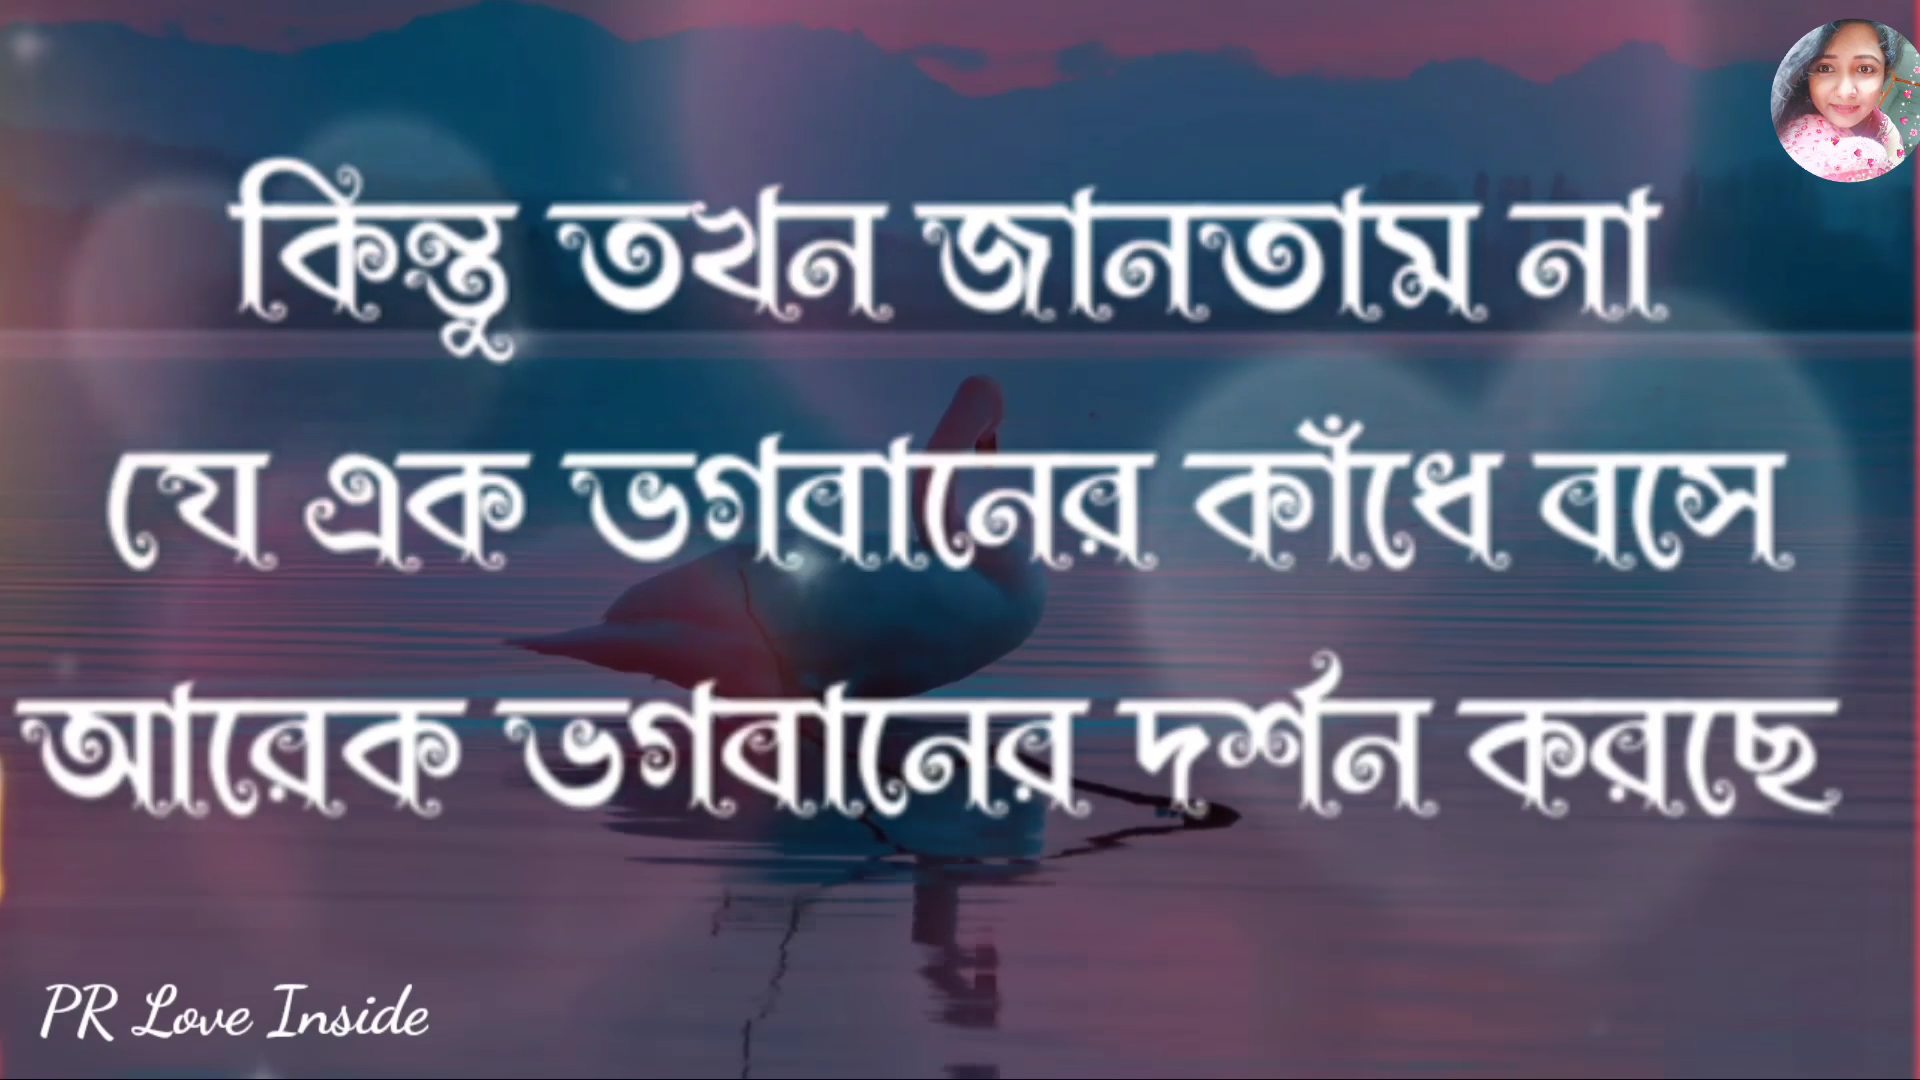 কিন্তু তখন জানতাম না
যে এক ভগবানের কাঁধে বসে
আরেক ভগবানের দর্শন করছে
PR Love Inside